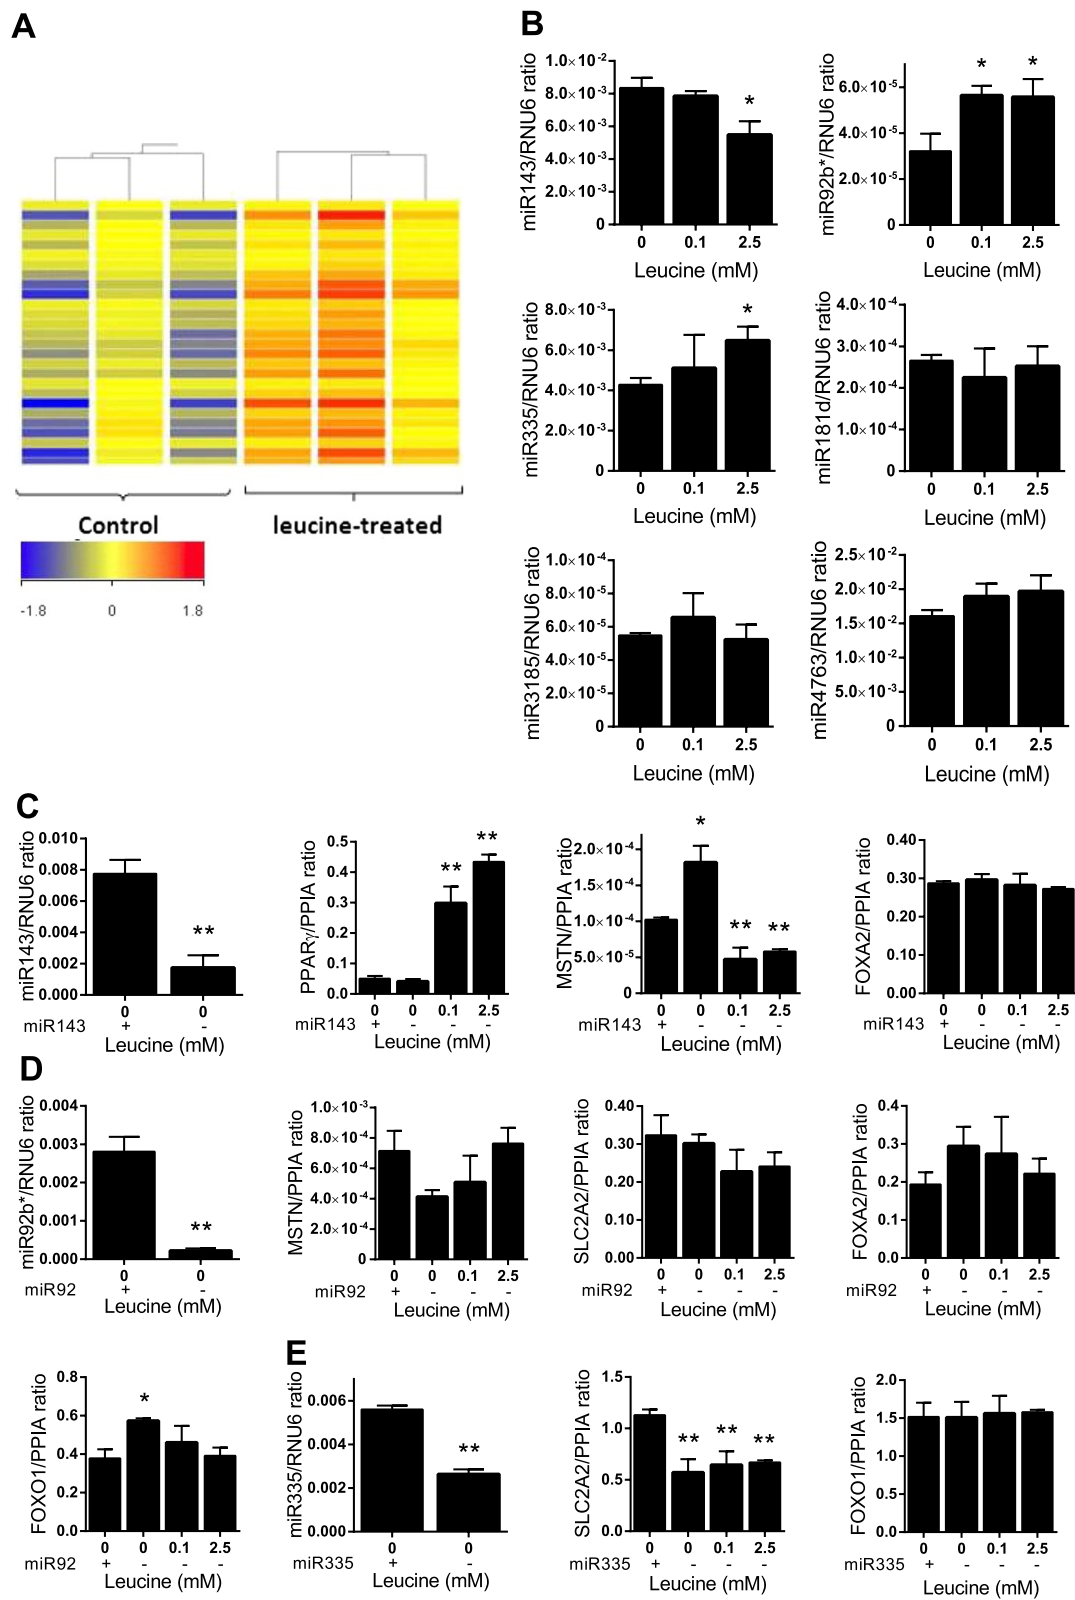 A
Control
leucine-treated
-1.8 0 1.8
B
miR143/RNU6 ratio
1.0×10⁻²
8.0×10⁻³
6.0×10⁻³
4.0×10⁻³
2.0×10⁻³
0
*
0 0.1 2.5
Leucine (mM)
miR92b*/RNU6 ratio
6.0×10⁻⁵
4.0×10⁻⁵
2.0×10⁻⁵
0
* *
0 0.1 2.5
Leucine (mM)
miR335/RNU6 ratio
8.0×10⁻³
6.0×10⁻³
4.0×10⁻³
2.0×10⁻³
0
*
0 0.1 2.5
Leucine (mM)
miR181d/RNU6 ratio
4.0×10⁻⁴
3.0×10⁻⁴
2.0×10⁻⁴
1.0×10⁻⁴
0
0 0.1 2.5
Leucine (mM)
miR3185/RNU6 ratio
1.0×10⁻⁴
8.0×10⁻⁵
6.0×10⁻⁵
4.0×10⁻⁵
2.0×10⁻⁵
0
0 0.1 2.5
Leucine (mM)
miR4763/RNU6 ratio
2.5×10⁻²
2.0×10⁻²
1.5×10⁻²
1.0×10⁻²
5.0×10⁻³
0
0 0.1 2.5
Leucine (mM)
C
miR143/RNU6 ratio
0.010
0.008
0.006
0.004
0.002
0.000
**
0 0
miR143 + -
Leucine (mM)
PPARγ/PPIA ratio
0.5
0.4
0.3
0.2
0.1
0.0
** **
0 0 0.1 2.5
miR143 + - - -
Leucine (mM)
MSTN/PPIA ratio
2.0×10⁻⁴
1.5×10⁻⁴
1.0×10⁻⁴
5.0×10⁻⁵
0
* ** **
0 0 0.1 2.5
miR143 + - - -
Leucine (mM)
FOXA2/PPIA ratio
0.40
0.30
0.20
0.10
0.00
0 0 0.1 2.5
miR143 + - - -
Leucine (mM)
D
miR92b*/RNU6 ratio
0.004
0.003
0.002
0.001
0.000
**
0 0
miR92 + -
Leucine (mM)
MSTN/PPIA ratio
1.0×10⁻³
8.0×10⁻⁴
6.0×10⁻⁴
4.0×10⁻⁴
2.0×10⁻⁴
0
0 0 0.1 2.5
miR92 + - - -
Leucine (mM)
SLC2A2/PPIA ratio
0.40
0.30
0.20
0.10
0.00
0 0 0.1 2.5
miR92 + - - -
Leucine (mM)
FOXA2/PPIA ratio
0.4
0.3
0.2
0.1
0.0
0 0 0.1 2.5
miR92 + - - -
Leucine (mM)
FOXO1/PPIA ratio
0.8
0.6
0.4
0.2
0.0
*
0 0 0.1 2.5
miR92 + - - -
Leucine (mM)
E
miR335/RNU6 ratio
0.006
0.004
0.002
0.000
**
0 0
miR335 + -
Leucine (mM)
SLC2A2/PPIA ratio
1.5
1.0
0.5
0.0
** ** **
0 0 0.1 2.5
miR335 + - - -
Leucine (mM)
FOXO1/PPIA ratio
2.0
1.5
1.0
0.5
0.0
0 0 0.1 2.5
miR335 + - - -
Leucine (mM)